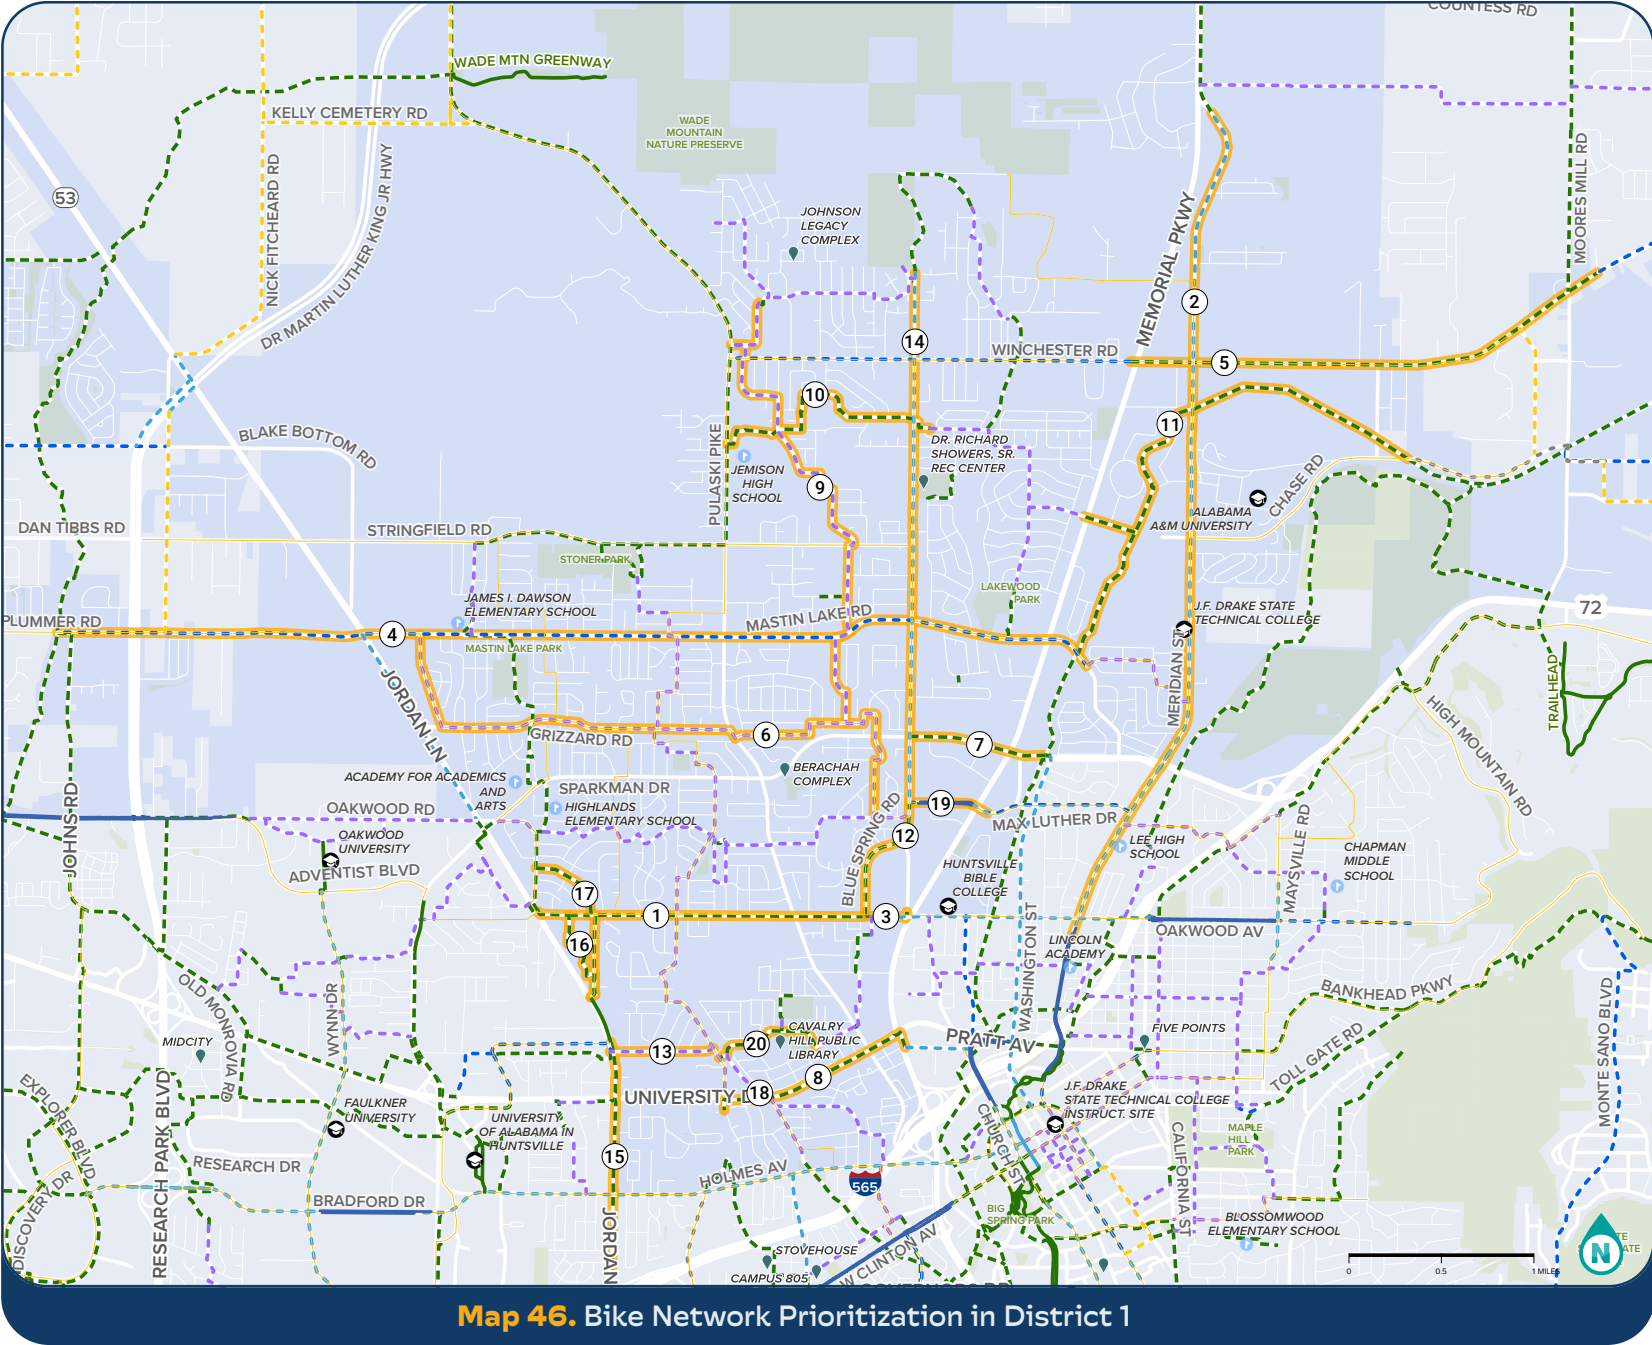 COUNTESS RD
WADE MTN GREENWAY
KELLY CEMETERY RD
WADE
MOUNTAIN
NATURE PRESERVE
NICK FITCHEARD RD
DR MARTIN LUTHER KING JR HWY
53
MOORES MILL RD
MEMORIAL PKWY
JOHNSON
LEGACY
COMPLEX
2
14
WINCHESTER RD
5
10
11
BLAKE BOTTOM RD
PULASKI PIKE
JEMISON
HIGH
SCHOOL
DR. RICHARD
SHOWERS, SR.
REC CENTER
9
CHASE RD
ALABAMA
A&M UNIVERSITY
DAN TIBBS RD
STRINGFIELD RD
STONER PARK
LAKEWOOD
PARK
JAMES I. DAWSON
ELEMENTARY SCHOOL
PLUMMER RD
4
MASTIN LAKE RD
MASTIN LAKE PARK
J.F. DRAKE STATE
TECHNICAL COLLEGE
72
MERIDIAN ST
TRAILHEAD
JORDAN LN
GRIZZARD RD
6
7
HIGH MOUNTAIN RD
ACADEMY FOR ACADEMICS
AND
ARTS
BERACHAH
COMPLEX
SPARKMAN DR
HIGHLANDS
ELEMENTARY SCHOOL
OAKWOOD RD
JOHNS RD
19
MAX LUTHER DR
12
BLUE SPRING RD
OAKWOOD
UNIVERSITY
ADVENTIST BLVD
LEE HIGH
SCHOOL
MAYSVILLE RD
CHAPMAN
MIDDLE
SCHOOL
HUNTSVILLE
BIBLE
COLLEGE
17
1
3
16
OAKWOOD AV
LINCOLN
ACADEMY
WASHINGTON ST
OLD MONROVIA RD
WYNN DR
BANKHEAD PKWY
MONTE SANO BLVD
MIDCITY
CAVALRY
HILL PUBLIC
LIBRARY
20
13
PRATT AV
FIVE POINTS
TOLL GATE RD
8
18
UNIVERSITY D
EXPLORER BLVD
RESEARCH PARK BLVD
FAULKNER
UNIVERSITY
UNIVERSITY
OF ALABAMA IN
HUNTSVILLE
J.F. DRAKE
STATE TECHNICAL COLLEGE
INSTRUCT. SITE
CHURCH ST
MAPLE
HILL
PARK
CALIFORNIA ST
15
RESEARCH DR
HOLMES AV
565
BRADFORD DR
DISCOVERY DR
BIG
SPRING PARK
BLOSSOMWOOD
ELEMENTARY SCHOOL
JORDAN
STOVEHOUSE
CAMPUS 805
W CLINTON AV
N
0
0.5
1 MILES
Map 46. Bike Network Prioritization in District 1